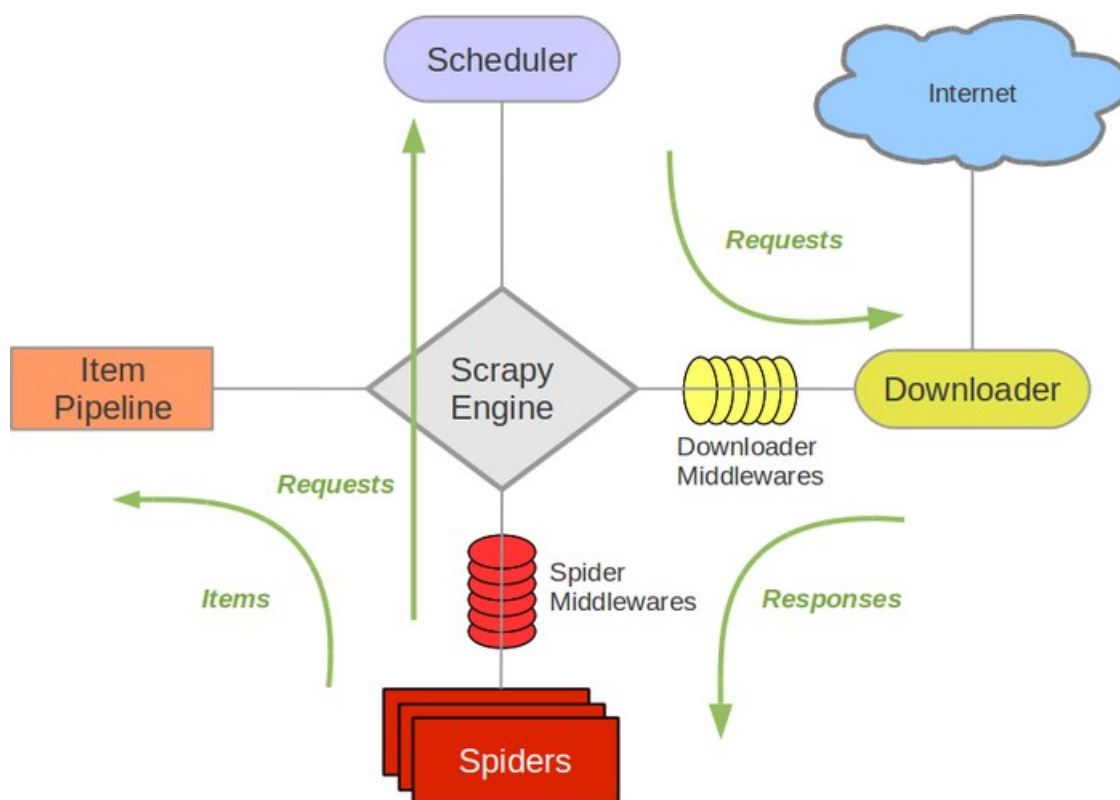 Scheduler
Internet
Requests
Item
Pipeline
Scrapy
Engine
Downloader
Downloader
Middlewares
Requests
Items
Spider
Middlewares
Responses
Spiders